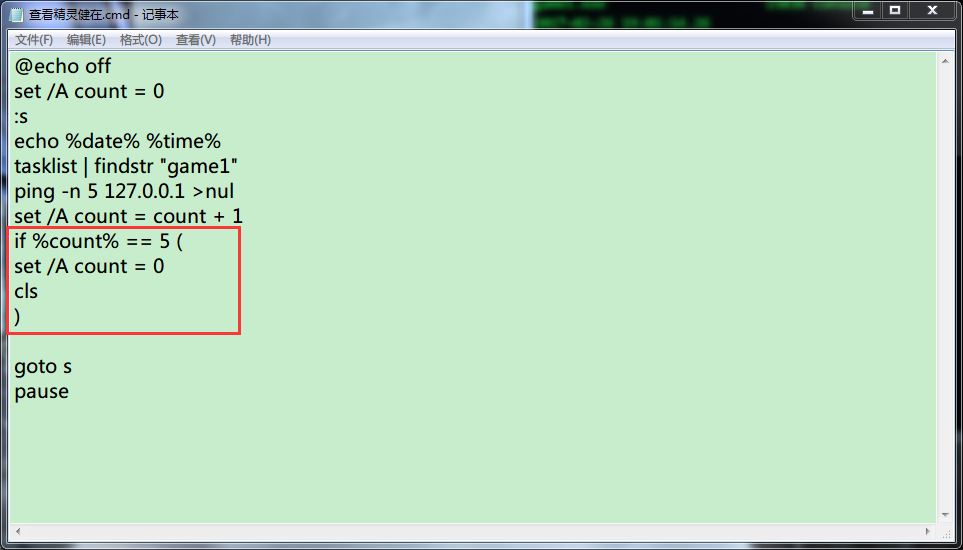 查看精灵健在.cmd - 记事本
文件(F) 编辑(E) 格式(O) 查看(V) 帮助(H)
@echo off
set /A count = 0
:s
echo %date% %time%
tasklist | findstr "game1"
ping -n 5 127.0.0.1 >nul
set /A count = count + 1
if %count% == 5 (
set /A count = 0
cls
)
goto s
pause